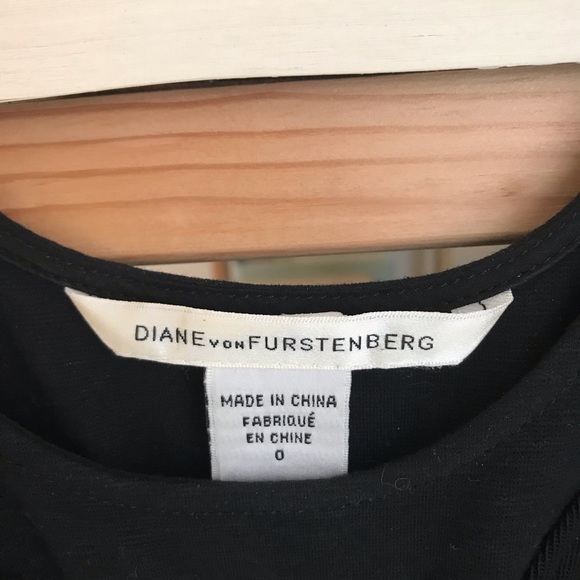 DIANE VON FURSTENBERG
MADE IN CHINA
FABRIQUÉ
EN CHINE
0